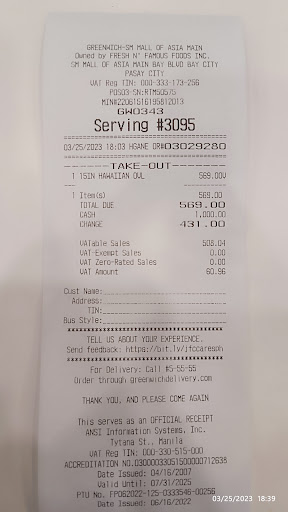 GREENWICH-SM MALL OF ASIA MAIN
Owned by FRESH N' FAMOUS FOODS INC.
SM MALL OF ASIA MAIN BAY BLVD BAY CITY
PASAY CITY
VAT Reg TIN: 000-333-173-256
POS03-SN:RTM50575
MIN#22061516195812013
GW0343
Serving #3095
03/25/2023 18:03 HGANE OR#03029280
TAKE-OUT
1 15IN HAWAIIAN OVL 569.00V
1 Item(s) 569.00
TOTAL DUE 569.00
CASH 1,000.00
CHANGE 431.00
VATable Sales 508.04
VAT-Exempt Sales 0.00
VAT Zero-Rated Sales 0.00
VAT Amount 60.96
Cust Name:
Address:
TIN:
Bus Style:
TELL US ABOUT YOUR EXPERIENCE.
Send feedback: https://bit.ly/jfccaresph
For Delivery: Call #5-55-55
Order through greenwichdelivery.com
THANK YOU, AND PLEASE COME AGAIN
This serves as an OFFICIAL RECEIPT
ANSI Information Systems, Inc.
Tytana St., Manila
VAT Reg TIN: 000-330-515-000
ACCREDITATION NO.03000033051500000712638
Date Issued: 04/16/2007
Valid Until: 07/31/2025
PTU No. FP062022-125-0333546-00256
Date Issued: 06/16/2022
03/25/2023 18:39